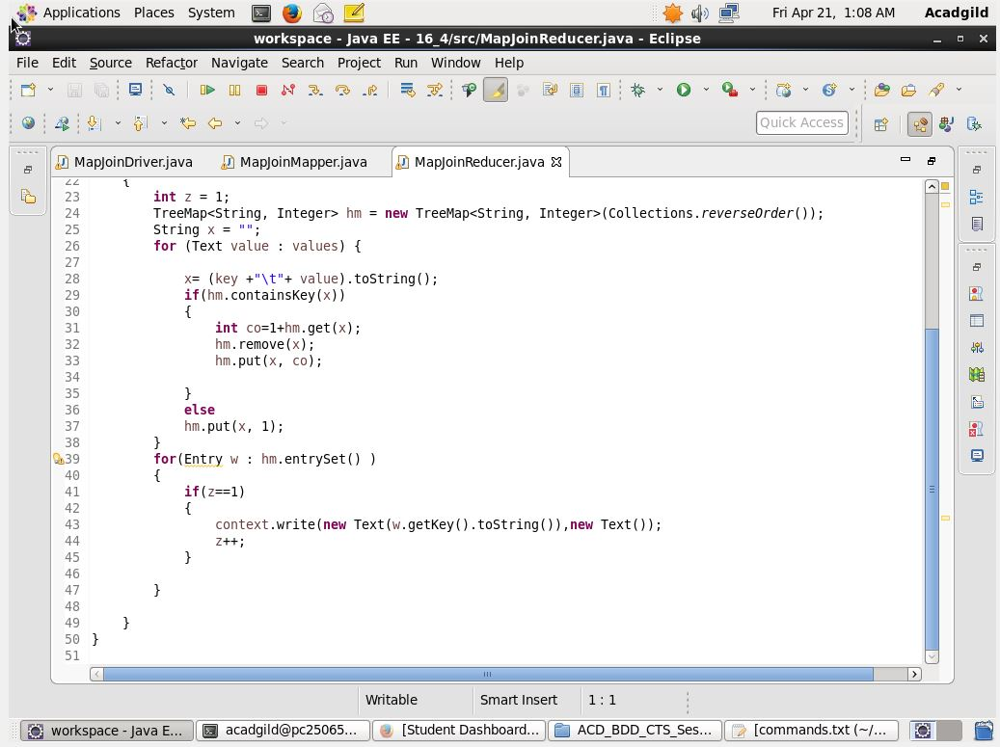 Applications Places System Fri Apr 21, 1:08 AM Acadgild
workspace - Java EE - 16_4/src/MapJoinReducer.java - Eclipse
File Edit Source Refactor Navigate Search Project Run Window Help
Quick Access
MapJoinDriver.java MapJoinMapper.java MapJoinReducer.java
22 {
23 int z = 1;
24 TreeMap<String, Integer> hm = new TreeMap<String, Integer>(Collections.reverseOrder());
25 String x = "";
26 for (Text value : values) {
27
28 x= (key +"\t"+ value).toString();
29 if(hm.containsKey(x))
30 {
31 int co=1+hm.get(x);
32 hm.remove(x);
33 hm.put(x, co);
34
35 }
36 else
37 hm.put(x, 1);
38 }
39 for(Entry w : hm.entrySet() )
40 {
41 if(z==1)
42 {
43 context.write(new Text(w.getKey().toString()),new Text());
44 z++;
45 }
46
47 }
48
49 }
50 }
51
Writable Smart Insert 1 : 1
workspace - Java E... acadgild@pc25065... [Student Dashboard... ACD_BDD_CTS_Ses... [commands.txt (~/...